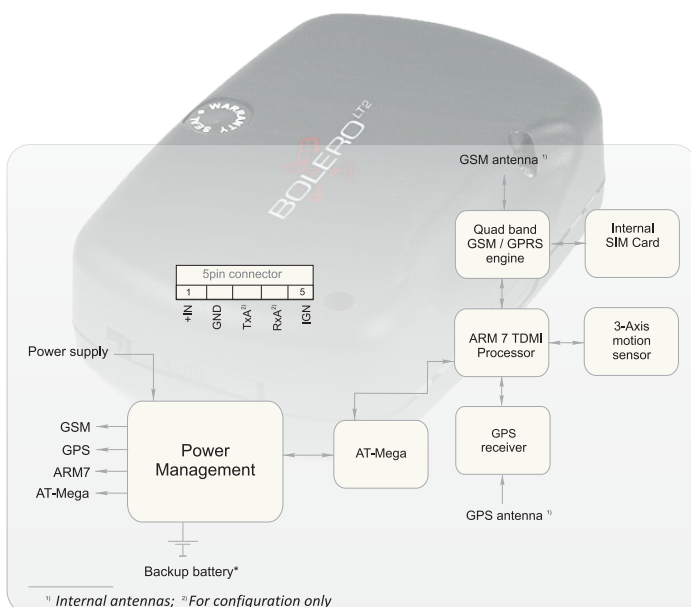 WARRANTY SEAL
BOLERO LT2
GSM antenna ¹⁾
Quad band
GSM / GPRS
engine
Internal
SIM Card
5pin connector
1 5
+IN GND TxA²⁾ RxA²⁾ IGN
ARM 7 TDMI
Processor
3-Axis
motion
sensor
Power supply
GSM
GPS
ARM7
AT-Mega
Power
Management
AT-Mega
GPS
receiver
GPS antenna ¹⁾
Backup battery*
¹⁾ Internal antennas; ²⁾ For configuration only